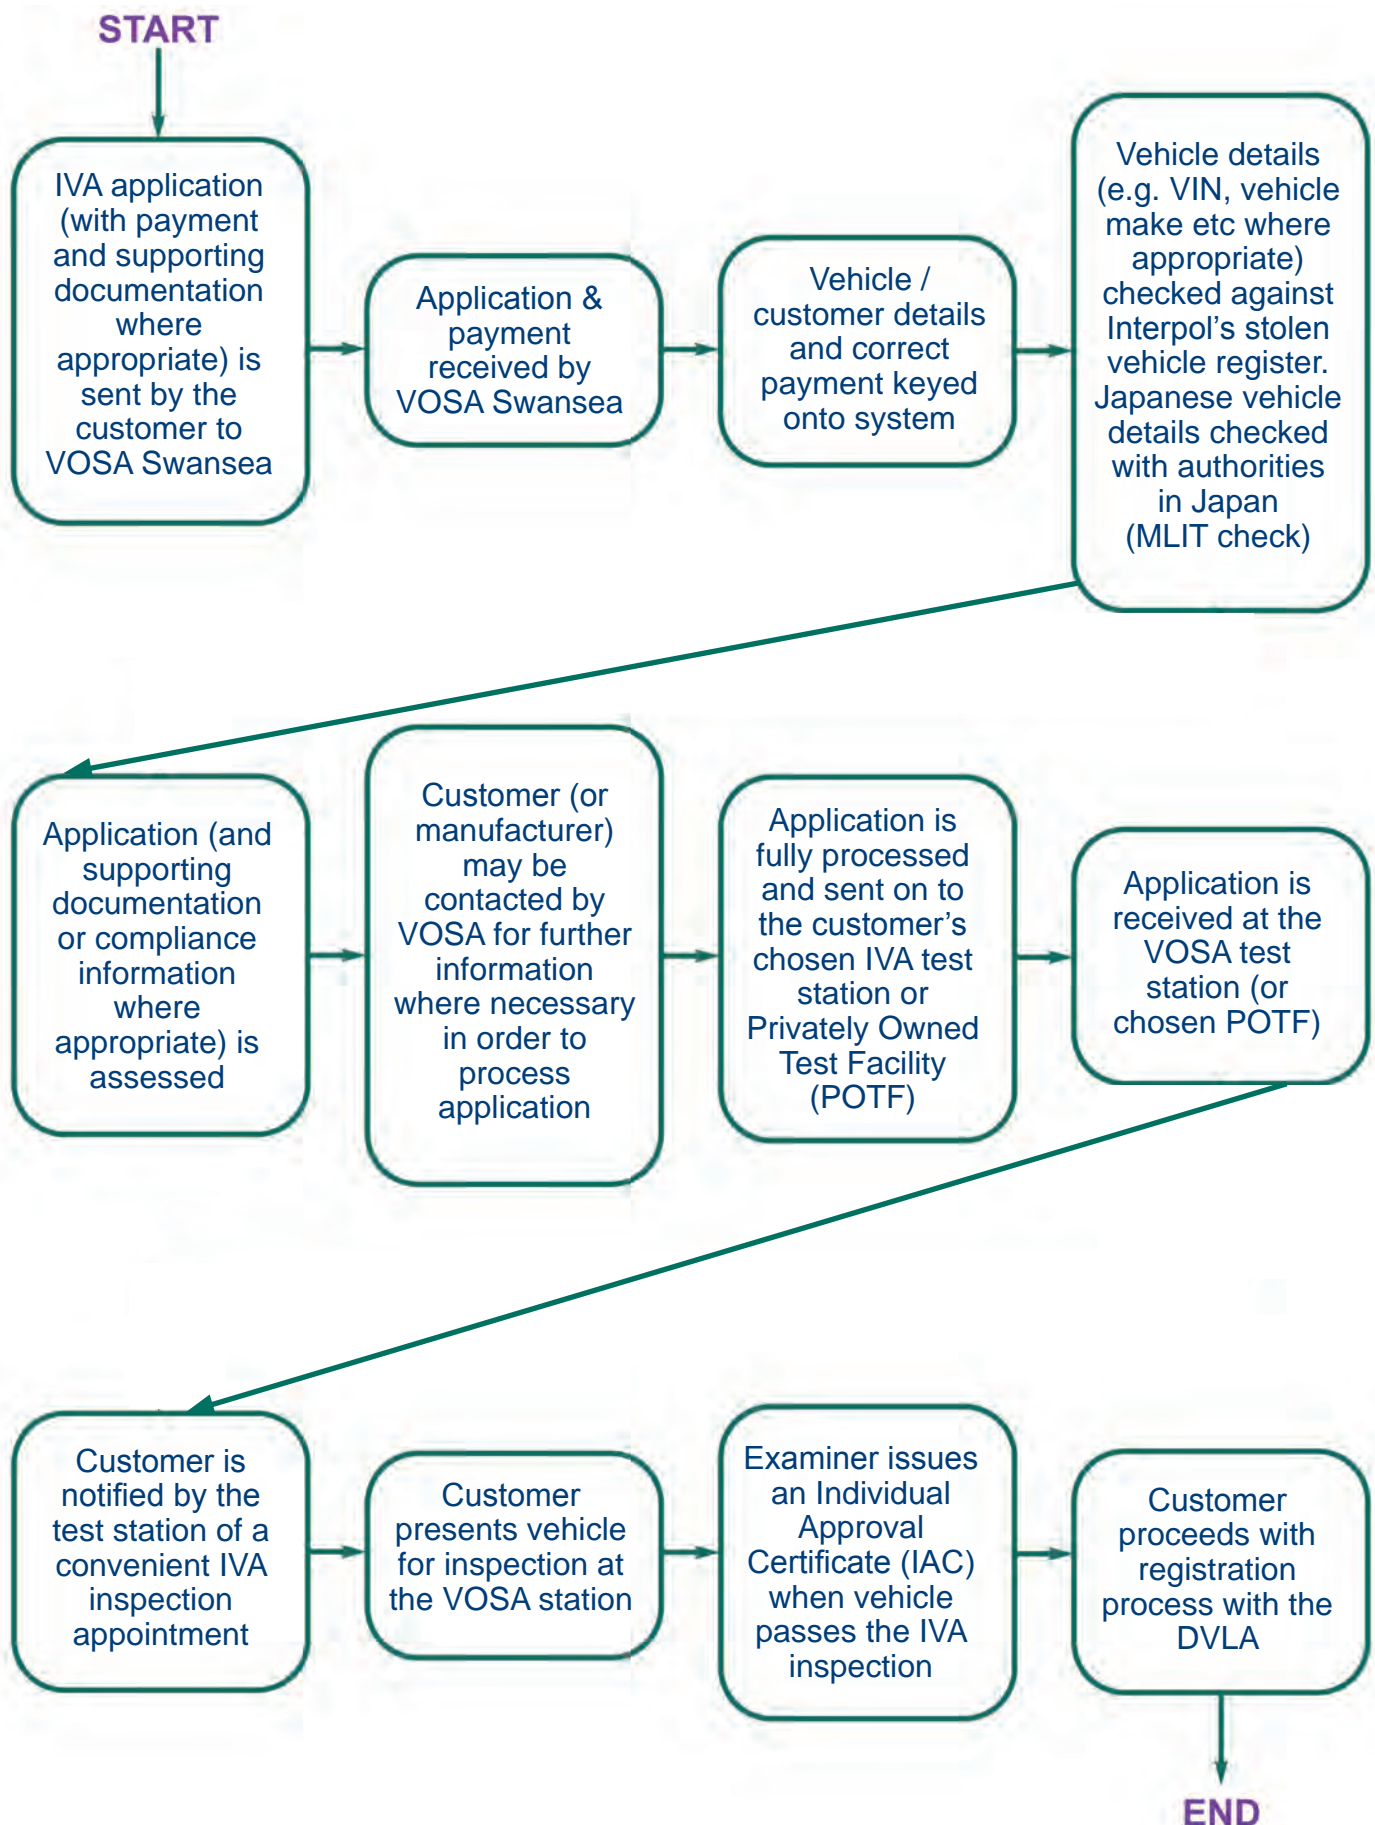 START
IVA application
(with payment
and supporting
documentation
where
appropriate) is
sent by the
customer to
VOSA Swansea
Application &
payment
received by
VOSA Swansea
Vehicle /
customer details
and correct
payment keyed
onto system
Vehicle details
(e.g. VIN, vehicle
make etc where
appropriate)
checked against
Interpol’s stolen
vehicle register.
Japanese vehicle
details checked
with authorities
in Japan
(MLIT check)
Application (and
supporting
documentation
or compliance
information
where
appropriate) is
assessed
Customer (or
manufacturer)
may be
contacted by
VOSA for further
information
where necessary
in order to
process
application
Application is
fully processed
and sent on to
the customer’s
chosen IVA test
station or
Privately Owned
Test Facility
(POTF)
Application is
received at the
VOSA test
station (or
chosen POTF)
Customer is
notified by the
test station of a
convenient IVA
inspection
appointment
Customer
presents vehicle
for inspection at
the VOSA station
Examiner issues
an Individual
Approval
Certificate (IAC)
when vehicle
passes the IVA
inspection
Customer
proceeds with
registration
process with the
DVLA
END